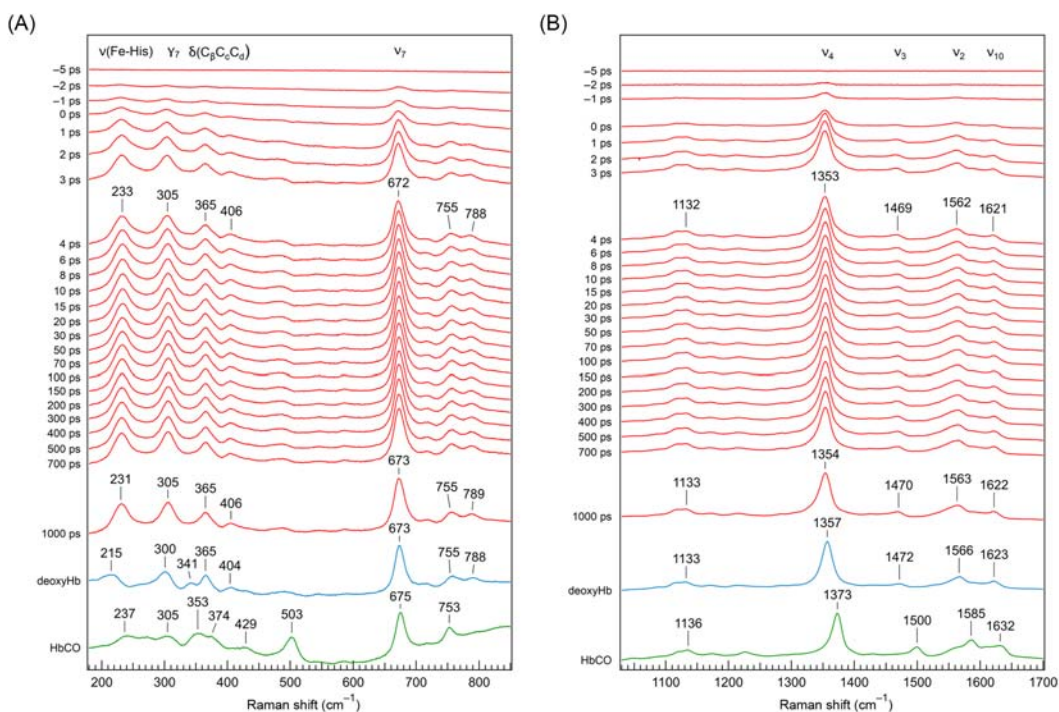 (A)
ν(Fe-His) γ7 δ(CβCcCd) ν7
–5 ps
–2 ps
–1 ps
0 ps
1 ps
2 ps
3 ps
672
233 305 365 406 755 788
4 ps
6 ps
8 ps
10 ps
15 ps
20 ps
30 ps
50 ps
70 ps
100 ps
150 ps
200 ps
300 ps
400 ps
500 ps
700 ps
673
231 305 365 406 755 789
1000 ps
673
215 300 341 365 404 755 788
deoxyHb
675
237 305 353 374 429 503 753
HbCO
200 300 400 500 600 700 800
Raman shift (cm–1)
(B)
ν4 ν3 ν2 ν10
–5 ps
–2 ps
–1 ps
0 ps
1 ps
2 ps
3 ps
1353
1132 1469 1562 1621
4 ps
6 ps
8 ps
10 ps
15 ps
20 ps
30 ps
50 ps
70 ps
100 ps
150 ps
200 ps
300 ps
400 ps
500 ps
700 ps
1354
1133 1470 1563 1622
1000 ps
1357
1133 1472 1566 1623
deoxyHb
1373
1136 1500 1585 1632
HbCO
1100 1200 1300 1400 1500 1600 1700
Raman shift (cm–1)